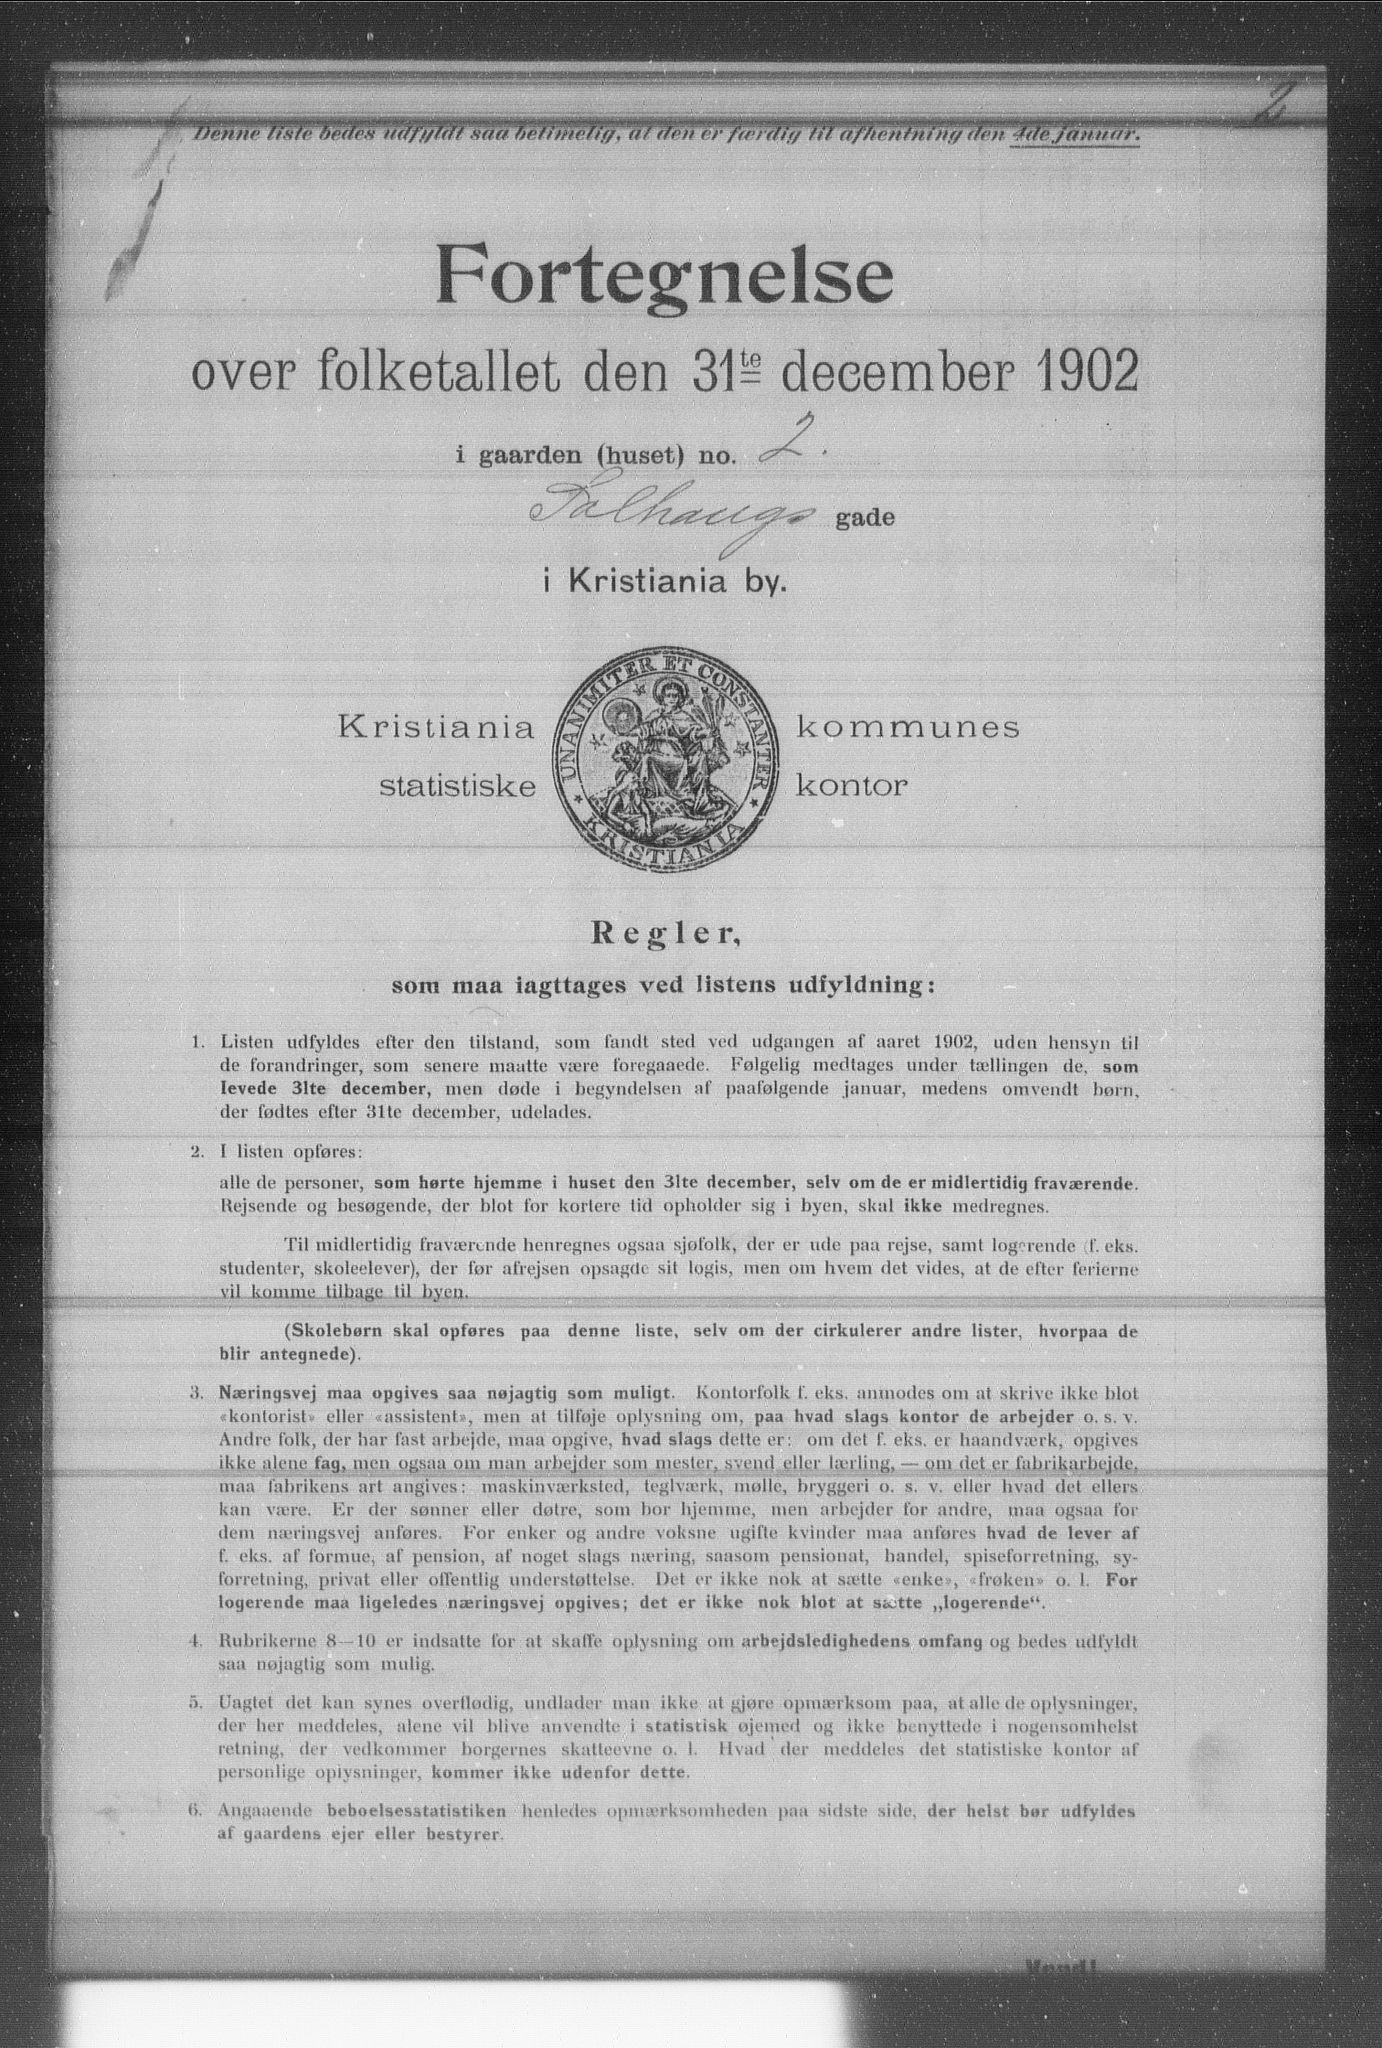 2
Denne liste bedes udfyldt saa betimelig, at den er færdig til afhentning den 4de januar.
Fortegnelse
over folketallet den 31te december 1902
i gaarden (huset) no. 2.
Solhaugs gade
i Kristiania by.
UNANIMITER ET CONSTANTER
KRISTIANIA
Kristiania kommunes
statistiske kontor
Regler,
som maa iagttages ved listens udfyldning:
1. Listen udfyldes efter den tilstand, som fandt sted ved udgangen af aaret 1902, uden hensyn til
de forandringer, som senere maatte være foregaaede. Følgelig medtages under tællingen de, som
levede 31te december, men døde i begyndelsen af paafølgende januar, medens omvendt børn,
der fødtes efter 31te december, udelades.
2. I listen opføres:
alle de personer, som hørte hjemme i huset den 31te december, selv om de er midlertidig fraværende.
Rejsende og besøgende, der blot for kortere tid opholder sig i byen, skal ikke medregnes.
Til midlertidig fraværende henregnes ogsaa sjøfolk, der er ude paa rejse, samt logerende (f. eks.
studenter, skoleelever), der før afrejsen opsagde sit logis, men om hvem det vides, at de efter ferierne
vil komme tilbage til byen.
(Skolebørn skal opføres paa denne liste, selv om der cirkulerer andre lister, hvorpaa de
blir antegnede).
3. Næringsvej maa opgives saa nøjagtig som muligt. Kontorfolk f. eks. anmodes om at skrive ikke blot
«kontorist» eller «assistent», men at tilføje oplysning om, paa hvad slags kontor de arbejder o. s. v.
Andre folk, der har fast arbejde, maa opgive, hvad slags dette er: om det f. eks. er haandværk, opgives
ikke alene fag, men ogsaa om man arbejder som mester, svend eller lærling, — om det er fabrikarbejde,
maa fabrikens art angives: maskinværksted, teglværk, mølle, bryggeri o. s. v. eller hvad det ellers
kan være. Er der sønner eller døtre, som bor hjemme, men arbejder for andre, maa ogsaa for
dem næringsvej anføres. For enker og andre voksne ugifte kvinder maa anføres hvad de lever af
f. eks. af formue, af pension, af noget slags næring, saasom pensionat, handel, spiseforretning, sy-
forretning, privat eller offentlig understøttelse. Det er ikke nok at sætte «enke», «frøken» o. l. For
logerende maa ligeledes næringsvej opgives; det er ikke nok blot at sætte „logerende“.
4. Rubrikerne 8—10 er indsatte for at skaffe oplysning om arbejdsledighedens omfang og bedes udfyldt
saa nøjagtig som mulig.
5. Uagtet det kan synes overflødig, undlader man ikke at gjøre opmærksom paa, at alle de oplysninger,
der her meddeles, alene vil blive anvendte i statistisk øjemed og ikke benyttede i nogensomhelst
retning, der vedkommer borgernes skatteevne o. l. Hvad der meddeles det statistiske kontor af
personlige oplysninger, kommer ikke udenfor dette.
6. Angaaende beboelsesstatistiken henledes opmærksomheden paa sidste side, der helst bør udfyldes
af gaardens ejer eller bestyrer.
Vend!